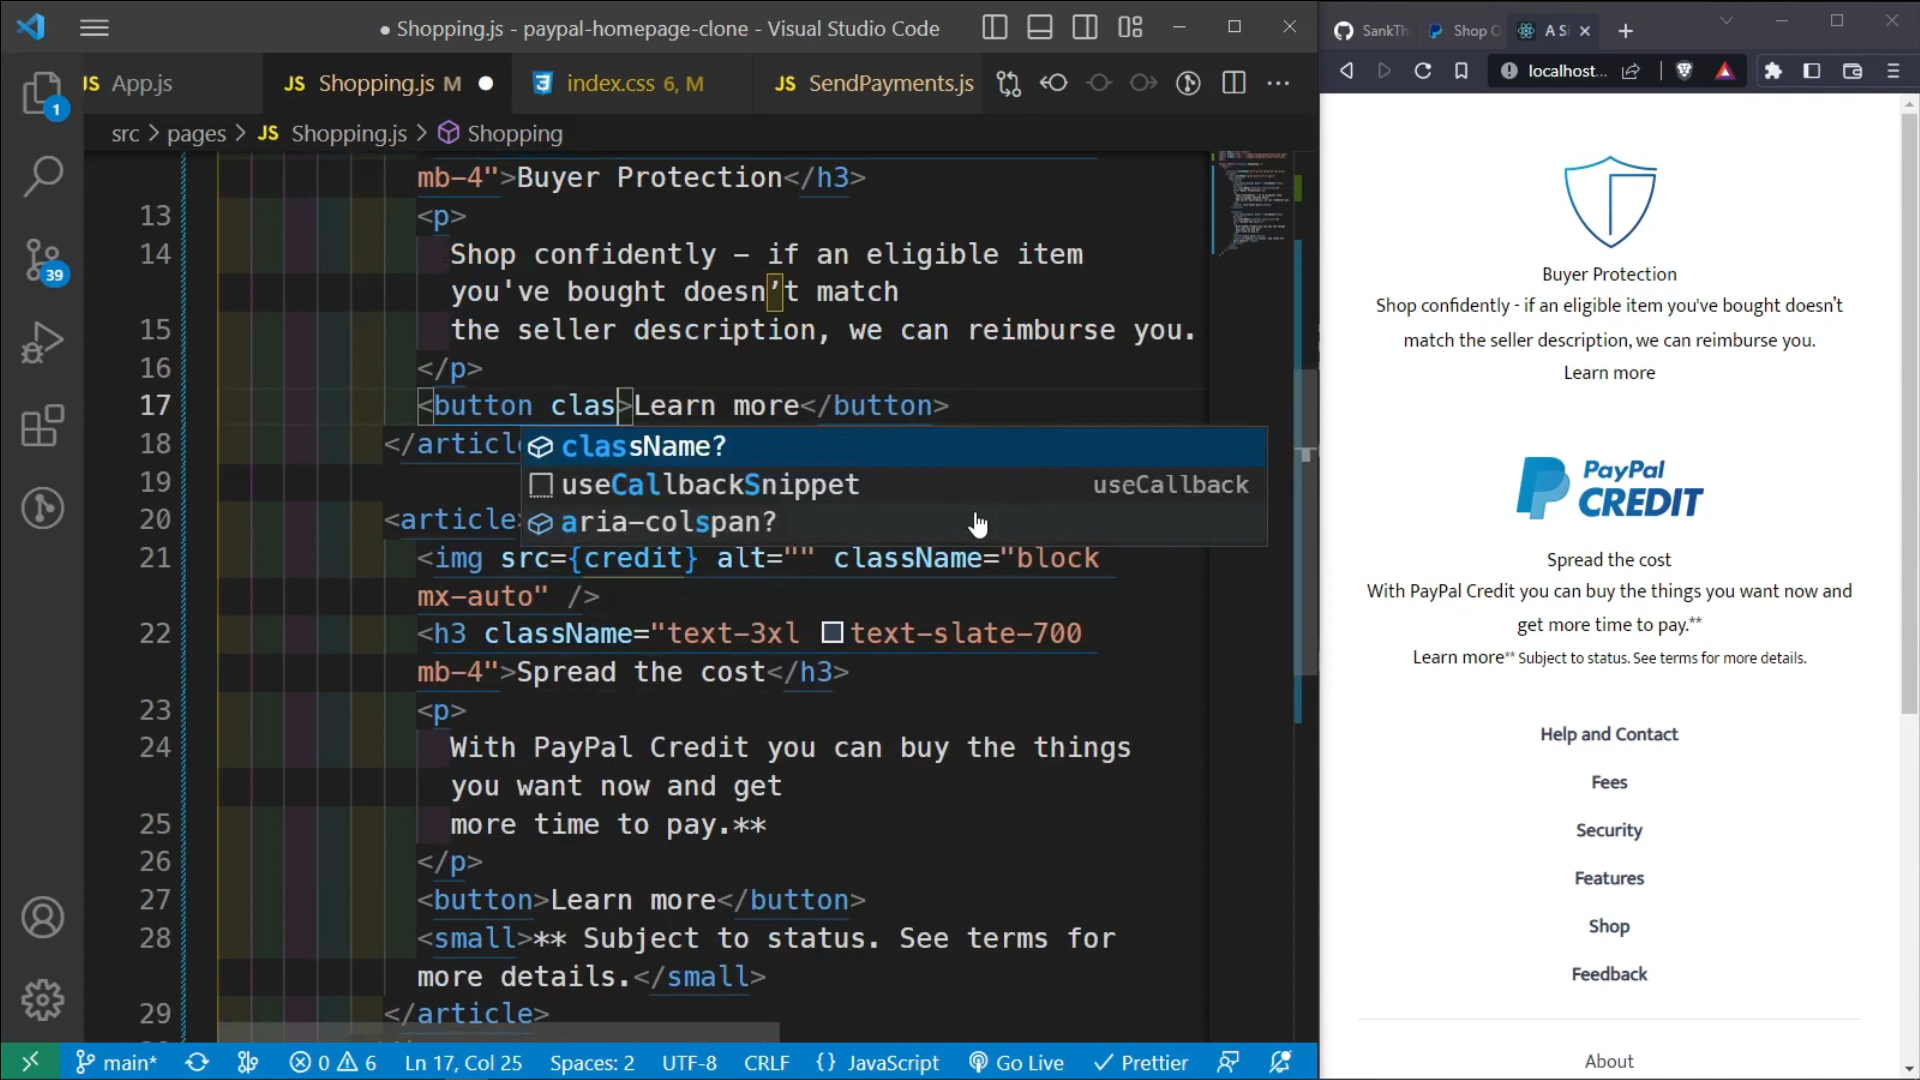 ● Shopping.js - paypal-homepage-clone - Visual Studio Code
JS App.js
JS Shopping.js M
index.css 6, M
JS SendPayments.js
src > pages > JS Shopping.js > Shopping
mb-4">Buyer Protection</h3>
13 <p>
14 Shop confidently – if an eligible item
you've bought doesn’t match
15 the seller description, we can reimburse you.
16 </p>
17 <button clas>Learn more</button>
18 </article
className?
useCallbackSnippet useCallback
aria-colspan?
19
20 <article>
21 <img src={credit} alt="" className="block
mx-auto" />
22 <h3 className="text-3xl text-slate-700
mb-4">Spread the cost</h3>
23 <p>
24 With PayPal Credit you can buy the things
you want now and get
25 more time to pay.**
26 </p>
27 <button>Learn more</button>
28 <small>** Subject to status. See terms for
more details.</small>
29 </article>
1
39
main*
0 6
Ln 17, Col 25
Spaces: 2
UTF-8
CRLF
{} JavaScript
Go Live
Prettier
SankTh
Shop
localhost...
Buyer Protection
Shop confidently - if an eligible item you've bought doesn’t
match the seller description, we can reimburse you.
Learn more
PayPal
CREDIT
Spread the cost
With PayPal Credit you can buy the things you want now and
get more time to pay.**
Learn more** Subject to status. See terms for more details.
Help and Contact
Fees
Security
Features
Shop
Feedback
About